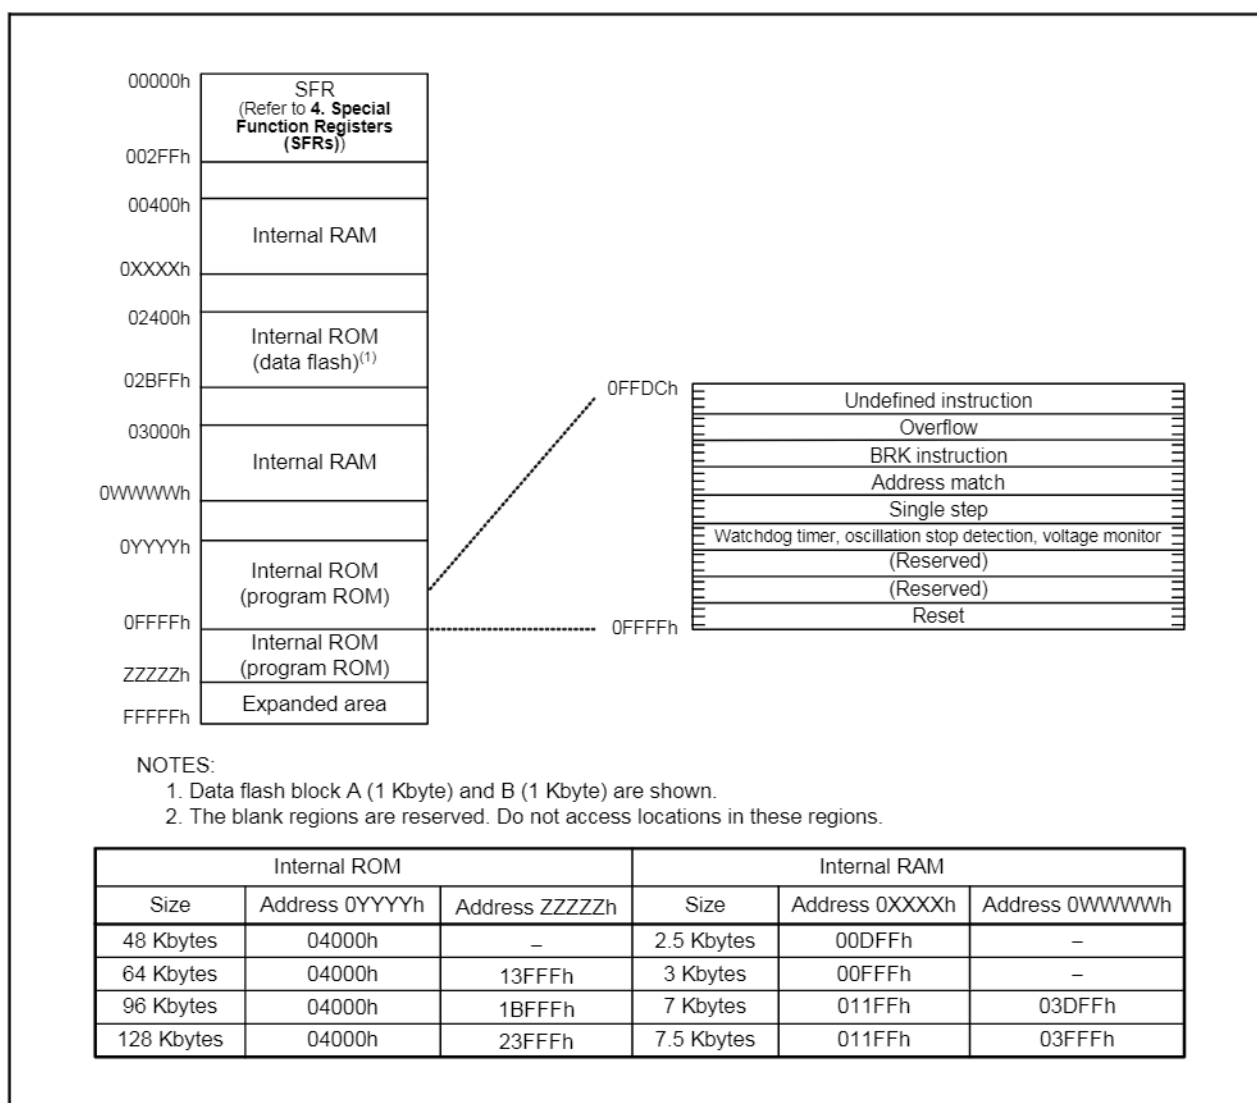 00000h
SFR
(Refer to 4. Special
Function Registers
(SFRs))
002FFh
00400h
Internal RAM
0XXXXh
02400h
Internal ROM
(data flash)(1)
02BFFh
03000h
Internal RAM
0WWWWh
0YYYYh
Internal ROM
(program ROM)
0FFFFh
Internal ROM
(program ROM)
ZZZZZh
Expanded area
FFFFFh
0FFDCh
Undefined instruction
Overflow
BRK instruction
Address match
Single step
Watchdog timer, oscillation stop detection, voltage monitor
(Reserved)
(Reserved)
Reset
0FFFFh
NOTES:
1. Data flash block A (1 Kbyte) and B (1 Kbyte) are shown.
2. The blank regions are reserved. Do not access locations in these regions.
Internal ROM Internal RAM
Size Address 0YYYYh Address ZZZZZh Size Address 0XXXXh Address 0WWWWh
48 Kbytes 04000h – 2.5 Kbytes 00DFFh –
64 Kbytes 04000h 13FFFh 3 Kbytes 00FFFh –
96 Kbytes 04000h 1BFFFh 7 Kbytes 011FFh 03DFFh
128 Kbytes 04000h 23FFFh 7.5 Kbytes 011FFh 03FFFh